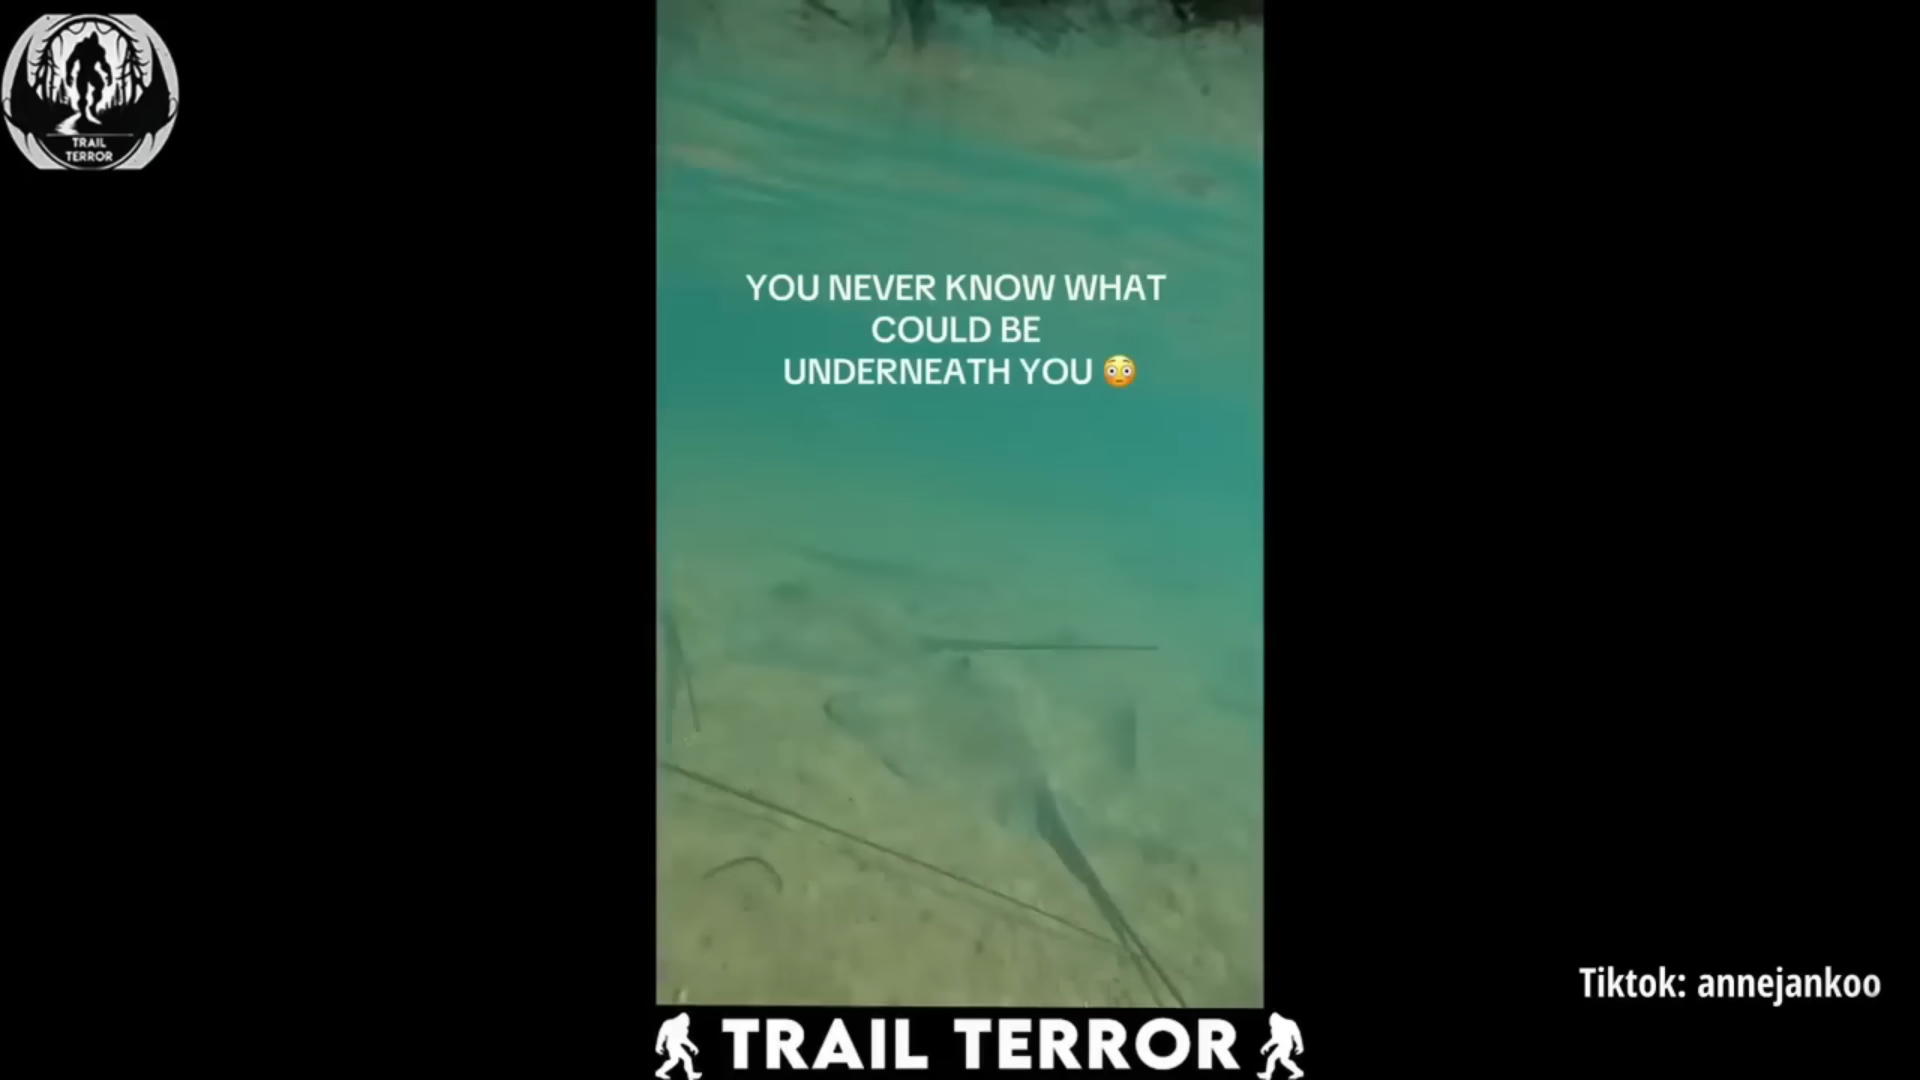 TRAIL
TERROR
YOU NEVER KNOW WHAT
COULD BE
UNDERNEATH YOU 😳
Tiktok: annejankoo
TRAIL TERROR